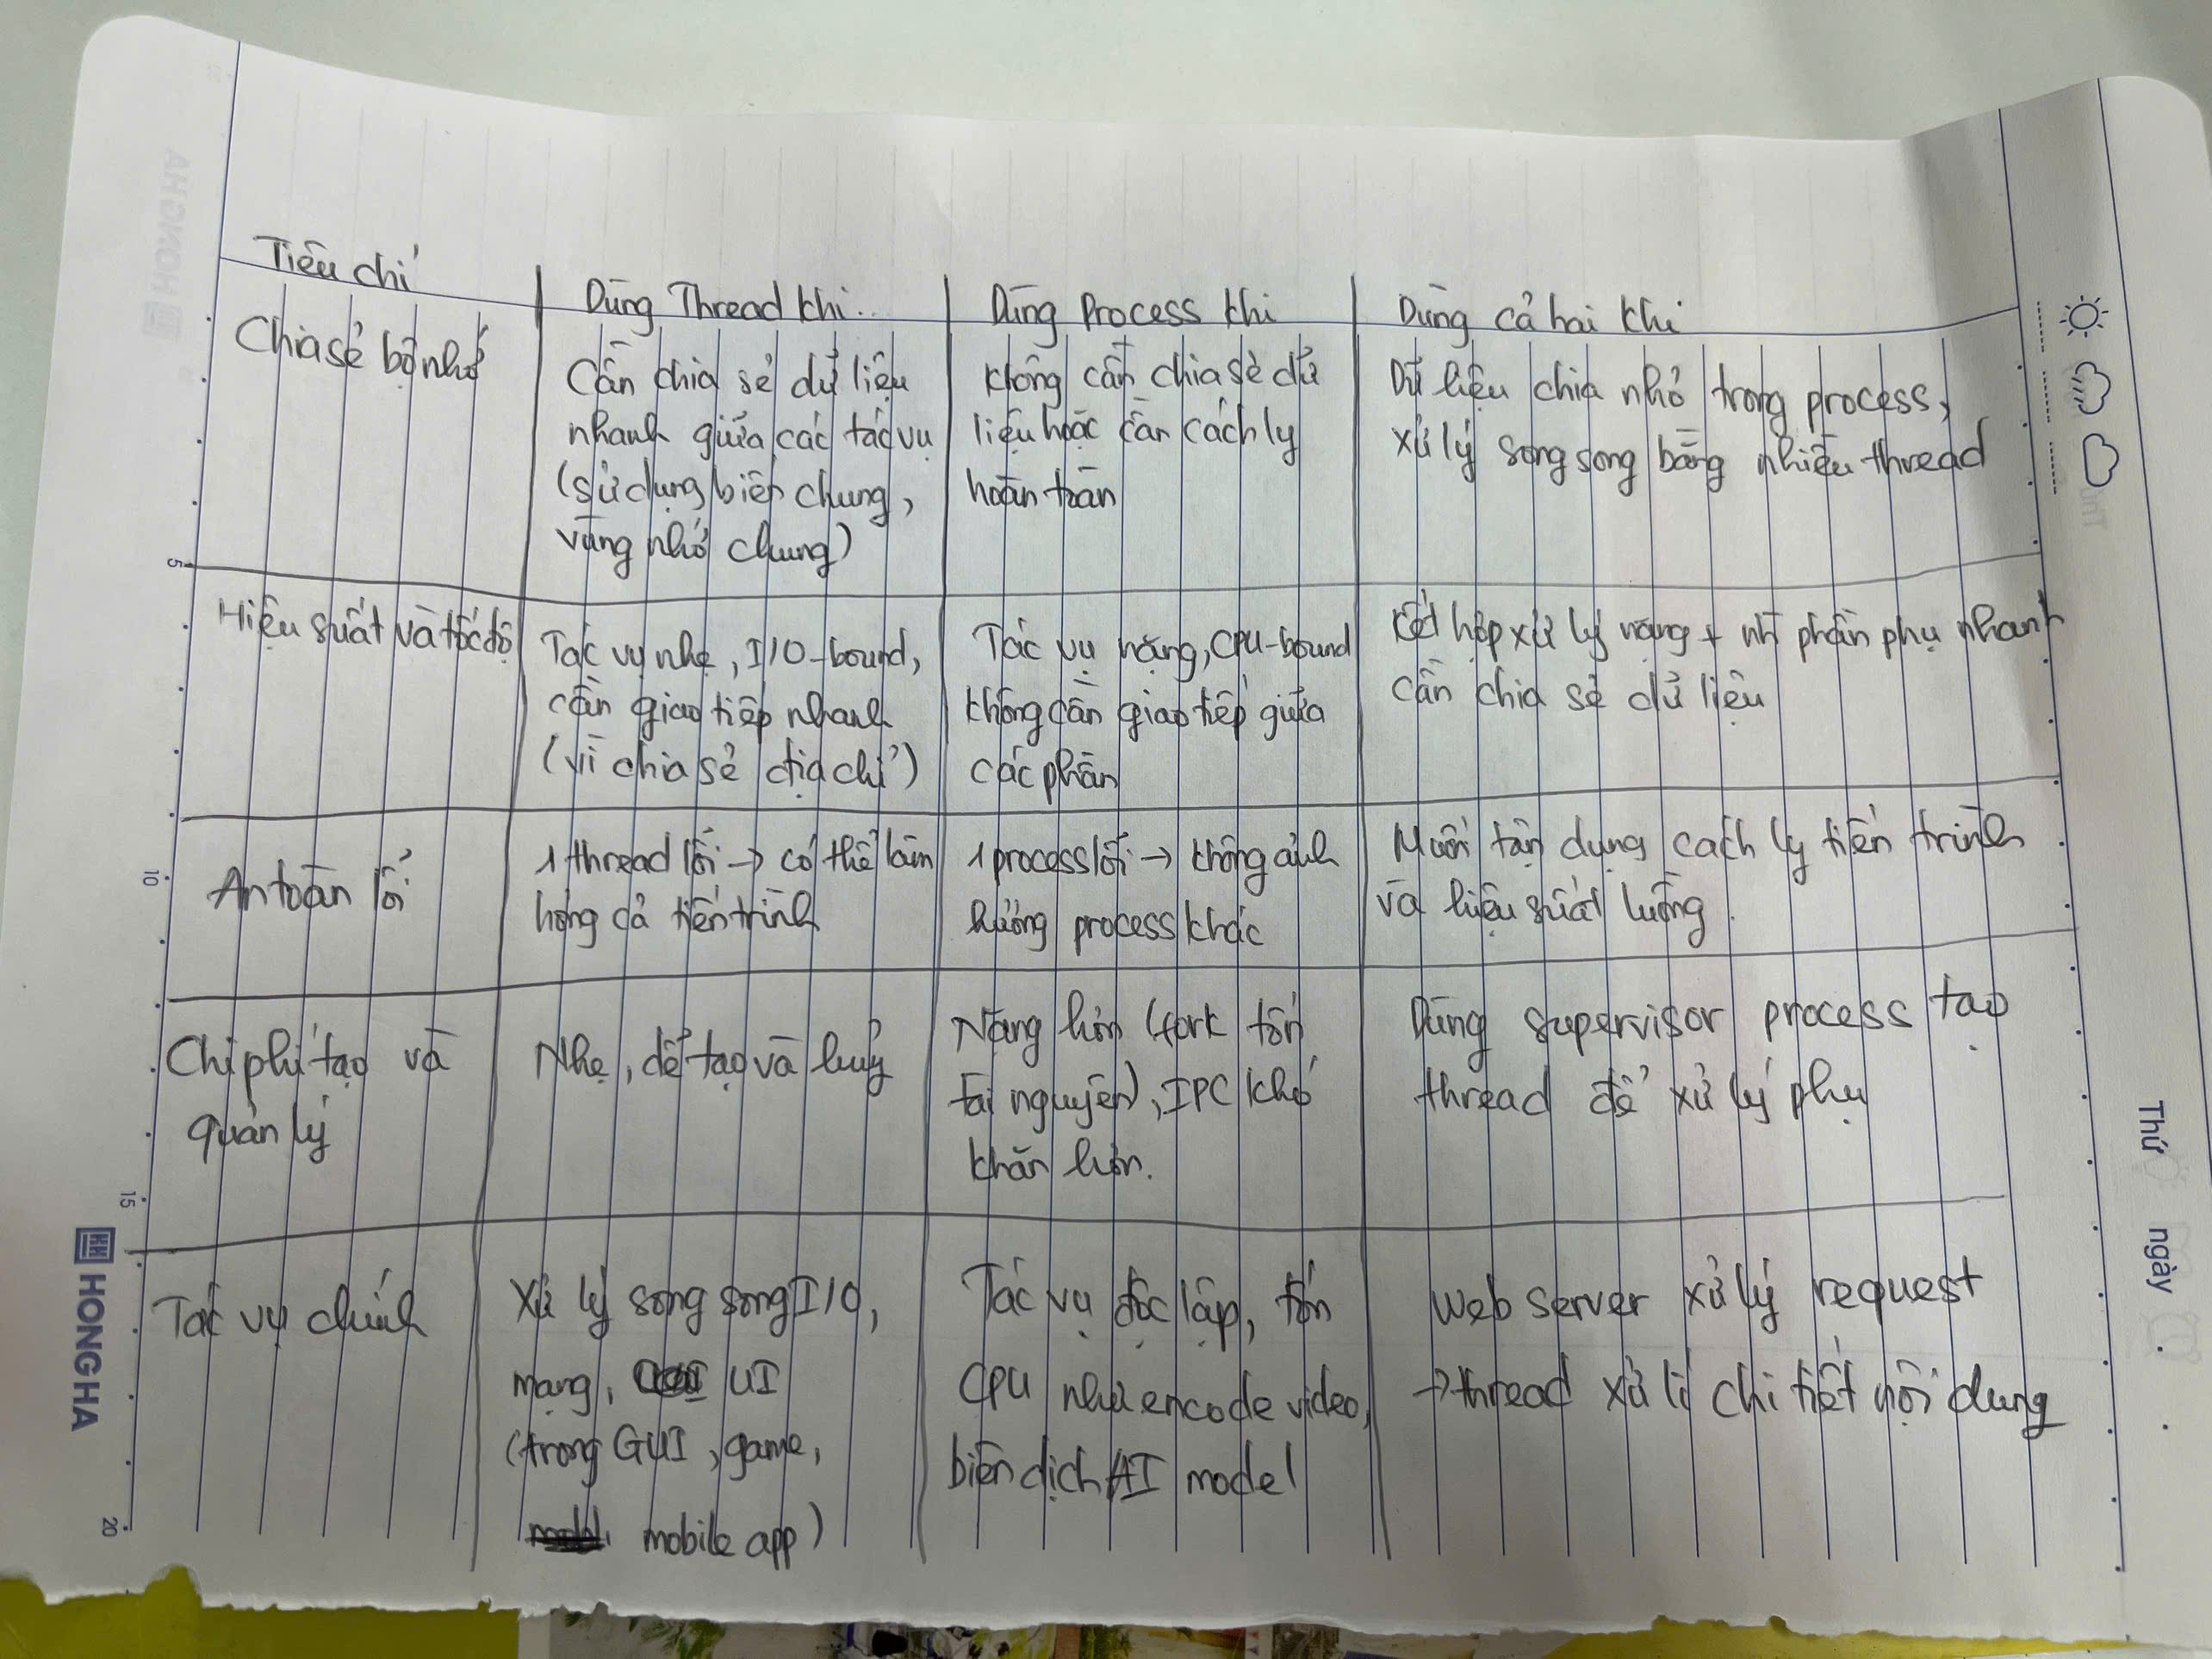 Tiêu chí
Dùng Thread khi...
Dùng Process khi
Dùng cả hai khi
Chia sẻ bộ nhớ
Cần chia sẻ dữ liệu
nhanh giữa các tác vụ
(sử dụng biến chung,
vùng nhớ chung)
không cần chia sẻ dữ
liệu hoặc cần cách ly
hoàn toàn
Dữ liệu chia nhỏ trong process,
xử lý song song bằng nhiều thread
Hiệu suất và tốc độ
Tác vụ nhẹ, I/O-bound,
cần giao tiếp nhanh
(vì chia sẻ địa chỉ)
Tác vụ nặng, CPU-bound
không cần giao tiếp giữa
các phần
Kết hợp xử lý nặng + nh phần phụ nhanh
cần chia sẻ dữ liệu
An toàn lỗi
1 thread lỗi → có thể làm
hỏng cả tiến trình
1 process lỗi → không ảnh
hưởng process khác
Muốn tận dụng cách ly tiến trình
và hiệu suất luồng.
Chi phí tạo và
quản lý
Nhẹ, dễ tạo và huỷ
Nặng hơn (fork tốn
tài nguyên), IPC khó
khăn hơn.
Dùng supervisor process tạo
thread để xử lý phụ
Tác vụ chính
Xử lý song song I/O,
mạng, UI
(trong GUI, game,
mobile app)
Tác vụ độc lập, tốn
CPU như encode video,
biên dịch AI model
Web server xử lý request
→ thread xử lí chi tiết nội dung
5
10
15
20
HONG HA
Thứ
ngày